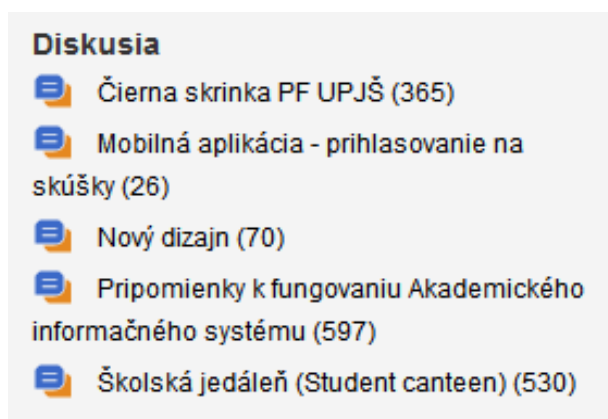 Diskusia
Čierna skrinka PF UPJŠ (365)
Mobilná aplikácia - prihlasovanie na
skúšky (26)
Nový dizajn (70)
Pripomienky k fungovaniu Akademického
informačného systému (597)
Školská jedáleň (Student canteen) (530)